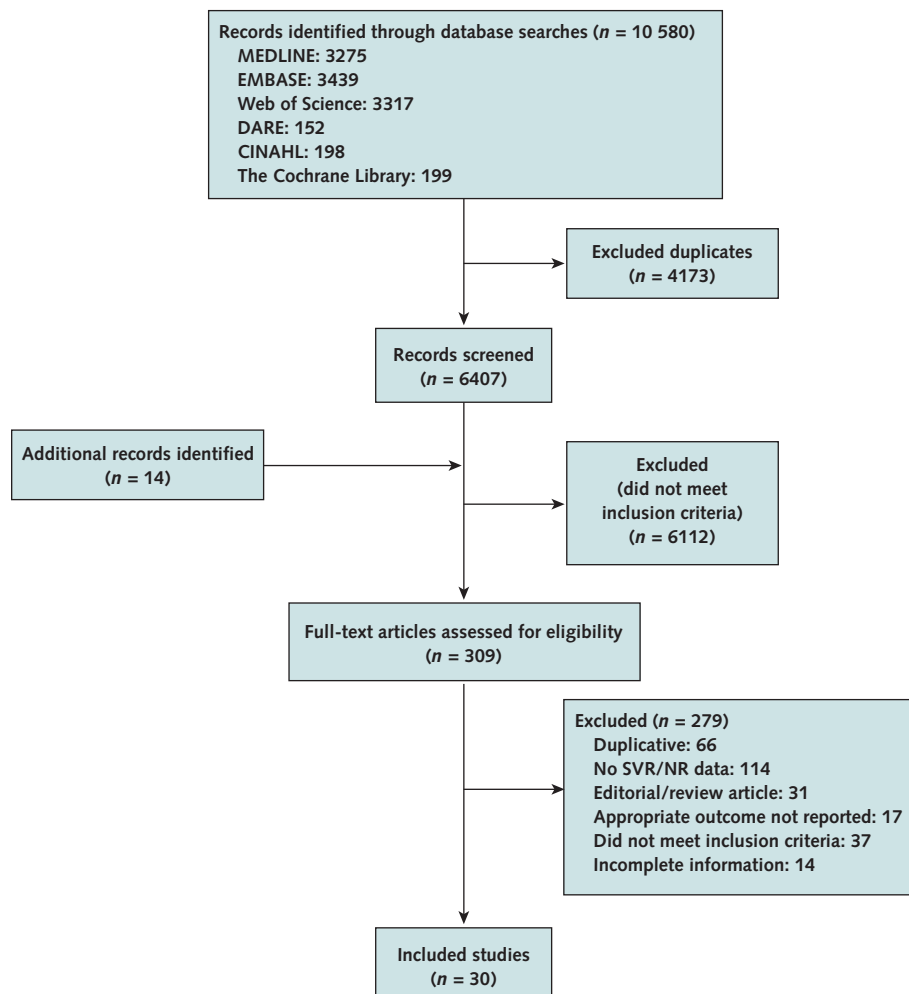 Records identified through database searches (n = 10 580)
MEDLINE: 3275
EMBASE: 3439
Web of Science: 3317
DARE: 152
CINAHL: 198
The Cochrane Library: 199
Excluded duplicates
(n = 4173)
Records screened
(n = 6407)
Additional records identified
(n = 14)
Excluded
(did not meet
inclusion criteria)
(n = 6112)
Full-text articles assessed for eligibility
(n = 309)
Excluded (n = 279)
Duplicative: 66
No SVR/NR data: 114
Editorial/review article: 31
Appropriate outcome not reported: 17
Did not meet inclusion criteria: 37
Incomplete information: 14
Included studies
(n = 30)